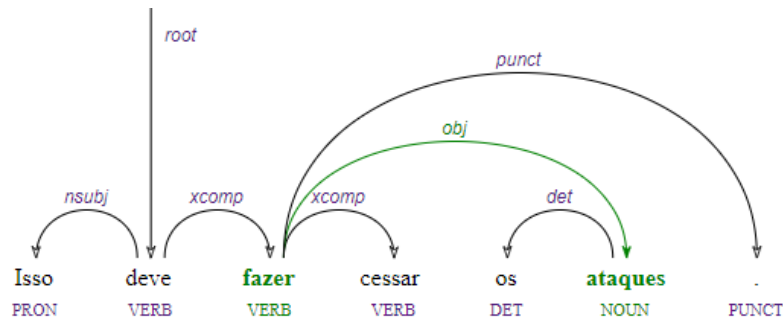 root
punct
obj
nsubj xcomp xcomp det
Isso deve fazer cessar os ataques .
PRON VERB VERB VERB DET NOUN PUNCT